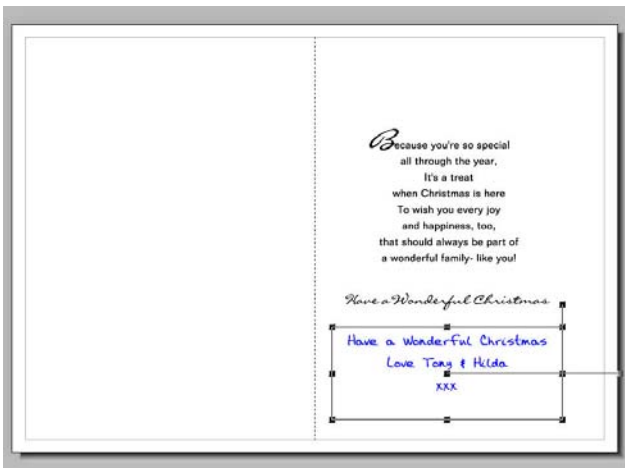 Because you're so special
all through the year,
It's a treat
when Christmas is here
To wish you every joy
and happiness, too,
that should always be part of
a wonderful family- like you!
Have a Wonderful Christmas
Have a Wonderful Christmas
Love Tony & Hilda
xxx